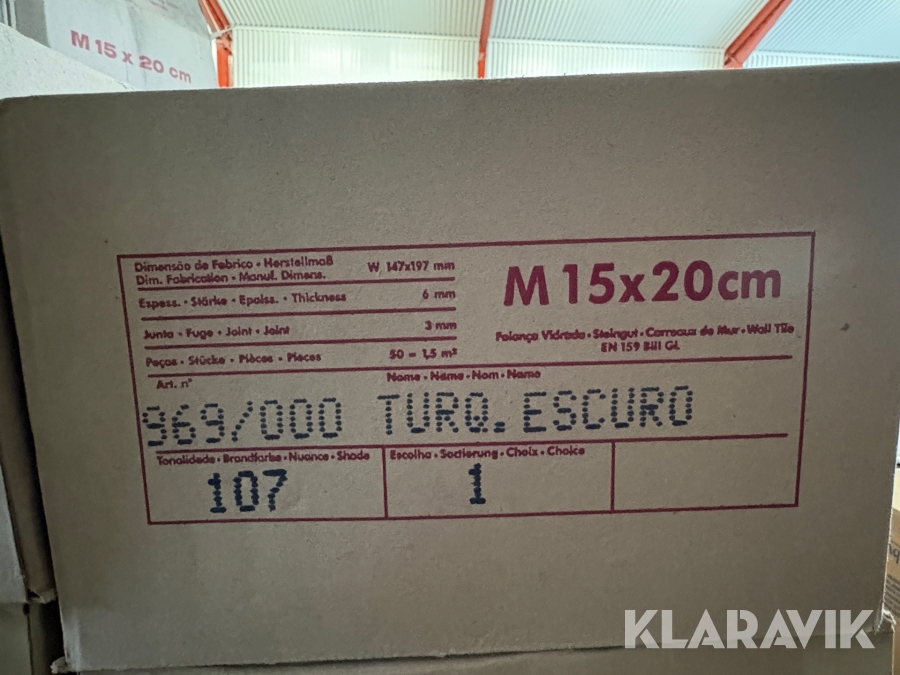 M 15 x 20 cm
Dimensão de Fabrico • Herstellmaß
Dim. Fabrication • Manuf. Dimens.
W 147x197 mm
Espess. • Stärke • Epaiss. • Thickness
6 mm
Junta • Fuge • Joint • Joint
3 mm
Peças • Stücke • Pièces • Pieces
50 = 1,5 m²
M 15x20cm
Faiança Vidrada • Steingut • Carreaux de Mur • Wall Tile
EN 159 BIII GL
Art. n°
Nome • Name • Nom • Name
969/000 TURQ. ESCURO
Tonalidade • Brandfarbe • Nuance • Shade
107
Escolha • Sortierung • Choix • Choice
1
KLARAVIK